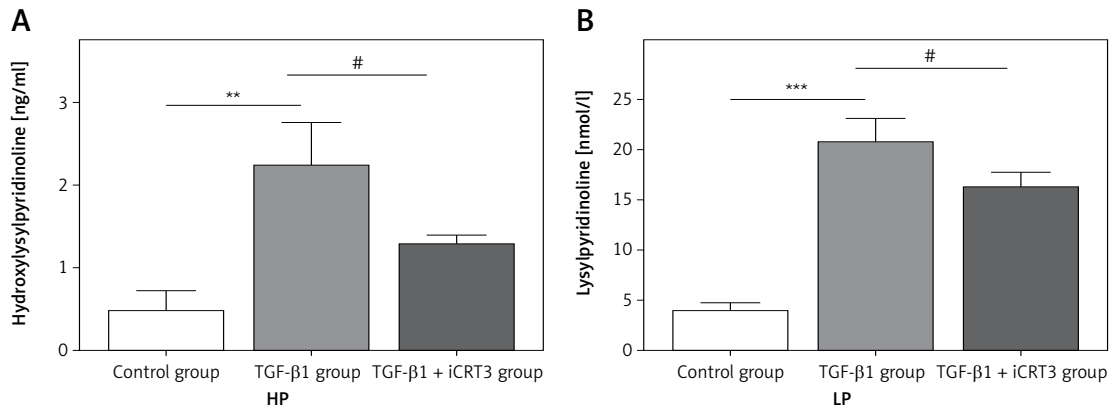 A
Hydroxylysylpyridinoline [ng/ml]
3
2
1
0
**
#
Control group
TGF-β1 group
TGF-β1 + iCRT3 group
HP
B
Lysylpyridinoline [nmol/l]
25
20
15
10
5
0
***
#
Control group
TGF-β1 group
TGF-β1 + iCRT3 group
LP